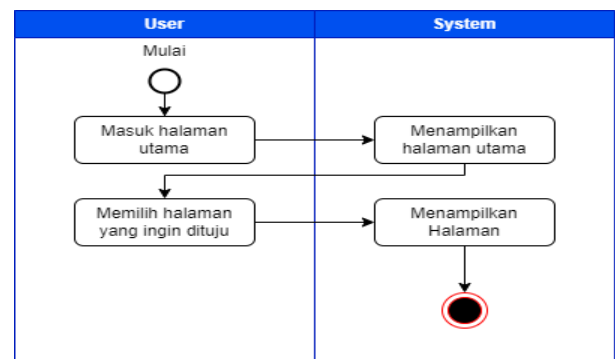 User
System
Mulai
Masuk halaman
utama
Menampilkan
halaman utama
Memilih halaman
yang ingin dituju
Menampilkan
Halaman